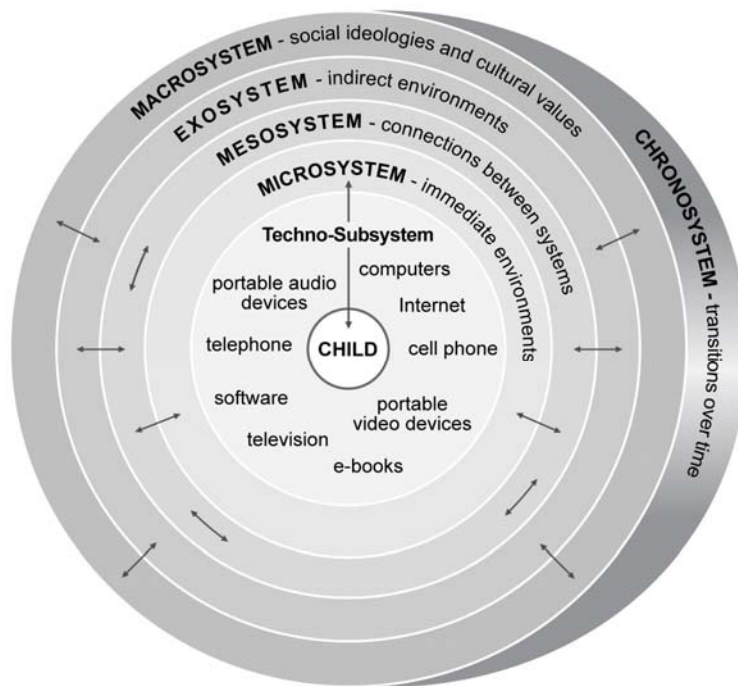 MACROSYSTEM - social ideologies and cultural values
EXOSYSTEM - indirect environments
MESOSYSTEM - connections between systems
MICROSYSTEM - immediate environments
Techno-Subsystem
computers
portable audio
devices
Internet
telephone
CHILD
cell phone
software
portable
video devices
television
e-books
CHRONOSYSTEM - transitions over time